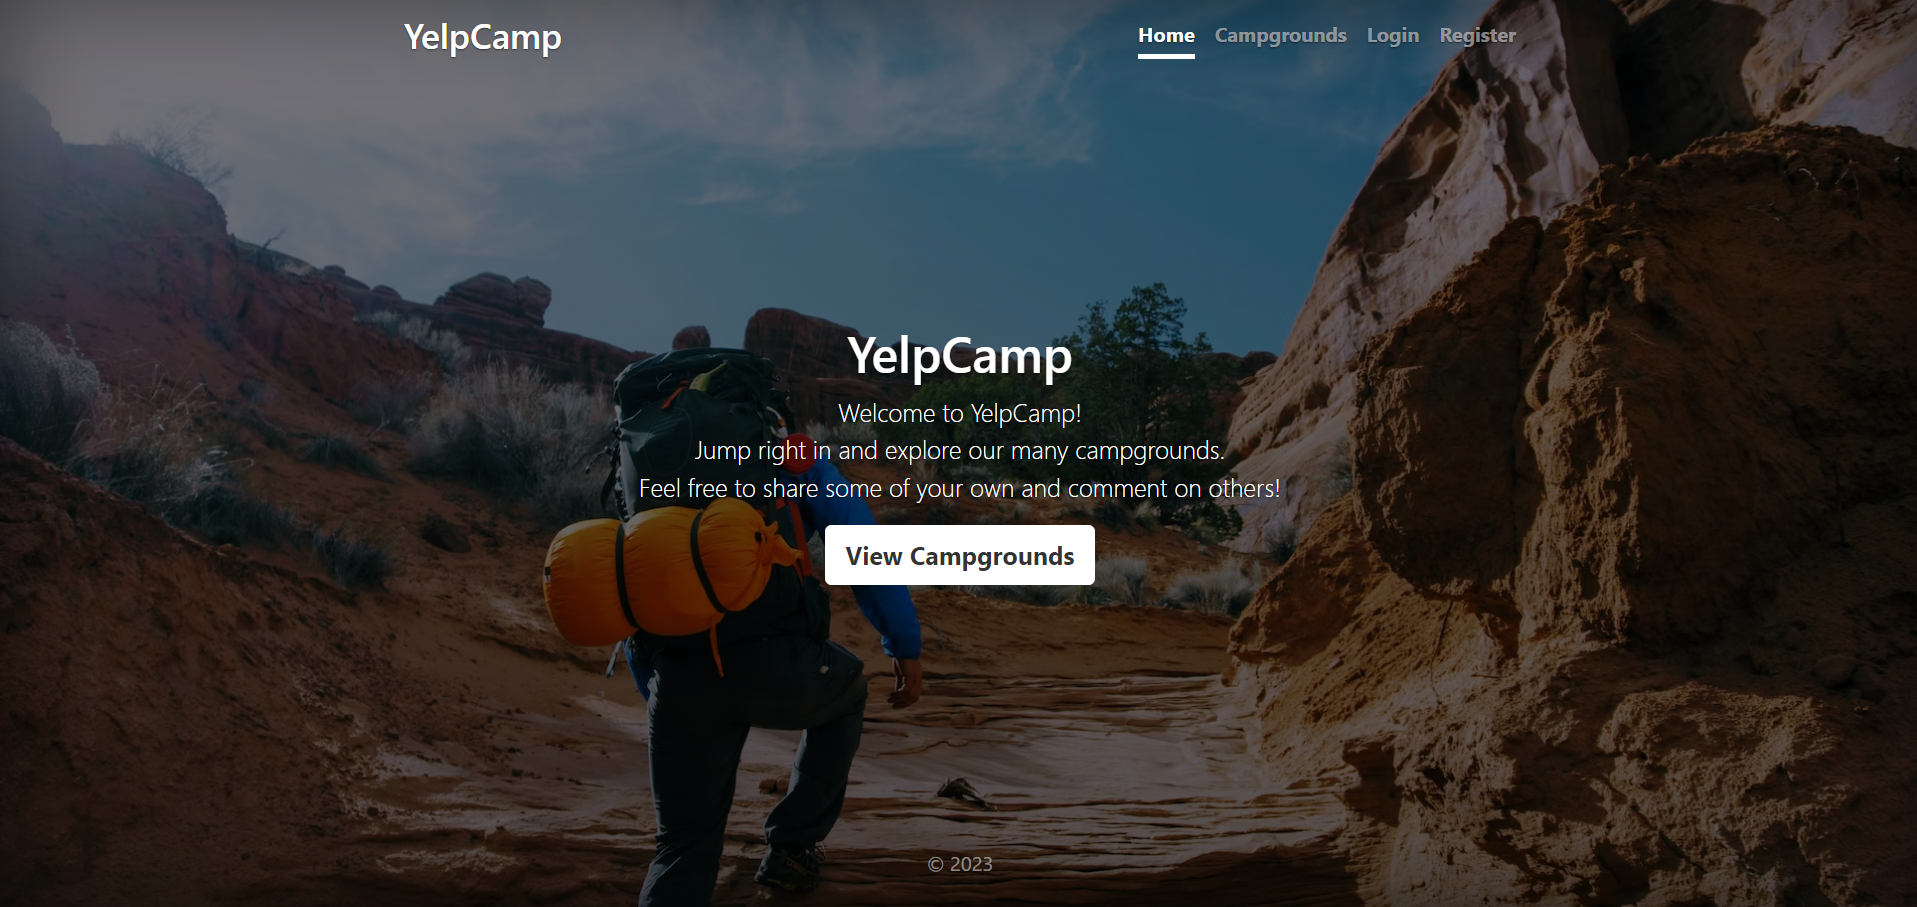 YelpCamp
Home Campgrounds Login Register
YelpCamp
Welcome to YelpCamp!
Jump right in and explore our many campgrounds.
Feel free to share some of your own and comment on others!
View Campgrounds
© 2023